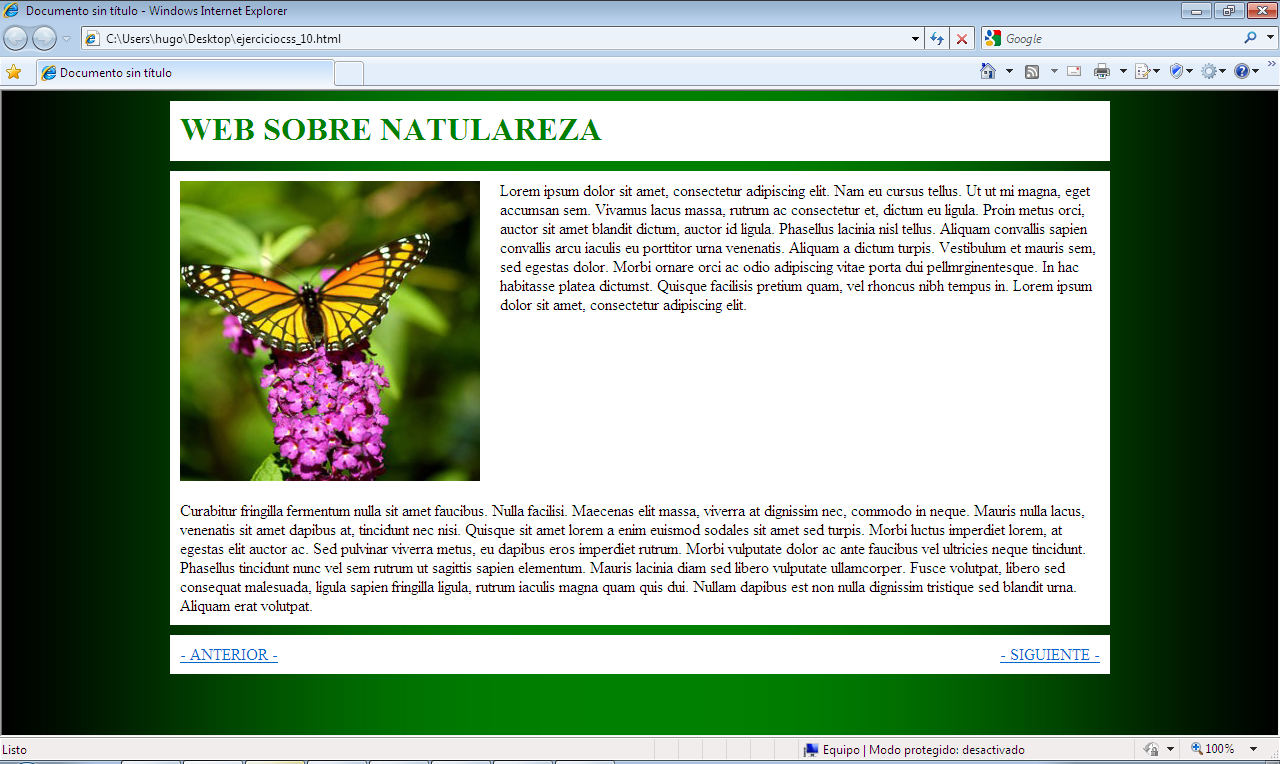 Documento sin título - Windows Internet Explorer
C:\Users\hugo\Desktop\ejerciciocss_10.html
Google
Documento sin título
WEB SOBRE NATULAREZA
Lorem ipsum dolor sit amet, consectetur adipiscing elit. Nam eu cursus tellus. Ut ut mi magna, eget
accumsan sem. Vivamus lacus massa, rutrum ac consectetur et, dictum eu ligula. Proin metus orci,
auctor sit amet blandit dictum, auctor id ligula. Phasellus lacinia nisl tellus. Aliquam convallis sapien
convallis arcu iaculis eu porttitor urna venenatis. Aliquam a dictum turpis. Vestibulum et mauris sem,
sed egestas dolor. Morbi ornare orci ac odio adipiscing vitae porta dui pellmrginentesque. In hac
habitasse platea dictumst. Quisque facilisis pretium quam, vel rhoncus nibh tempus in. Lorem ipsum
dolor sit amet, consectetur adipiscing elit.
Curabitur fringilla fermentum nulla sit amet faucibus. Nulla facilisi. Maecenas elit massa, viverra at dignissim nec, commodo in neque. Mauris nulla lacus,
venenatis sit amet dapibus at, tincidunt nec nisi. Quisque sit amet lorem a enim euismod sodales sit amet sed turpis. Morbi luctus imperdiet lorem, at
egestas elit auctor ac. Sed pulvinar viverra metus, eu dapibus eros imperdiet rutrum. Morbi vulputate dolor ac ante faucibus vel ultricies neque tincidunt.
Phasellus tincidunt nunc vel sem rutrum ut sagittis sapien elementum. Mauris lacinia diam sed libero vulputate ullamcorper. Fusce volutpat, libero sed
consequat malesuada, ligula sapien fringilla ligula, rutrum iaculis magna quam quis dui. Nullam dapibus est non nulla dignissim tristique sed blandit urna.
Aliquam erat volutpat.
- ANTERIOR -
- SIGUIENTE -
Listo
Equipo | Modo protegido: desactivado
100%